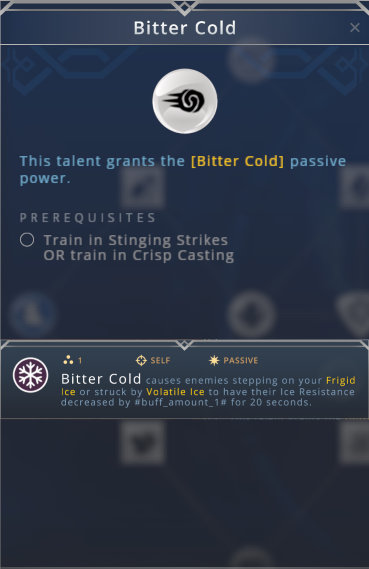 Bitter Cold
This talent grants the [Bitter Cold] passive
power.
PREREQUISITES
Train in Stinging Strikes
OR train in Crisp Casting
1 SELF PASSIVE
Bitter Cold causes enemies stepping on your Frigid
Ice or struck by Volatile Ice to have their Ice Resistance
decreased by #buff_amount_1# for 20 seconds.